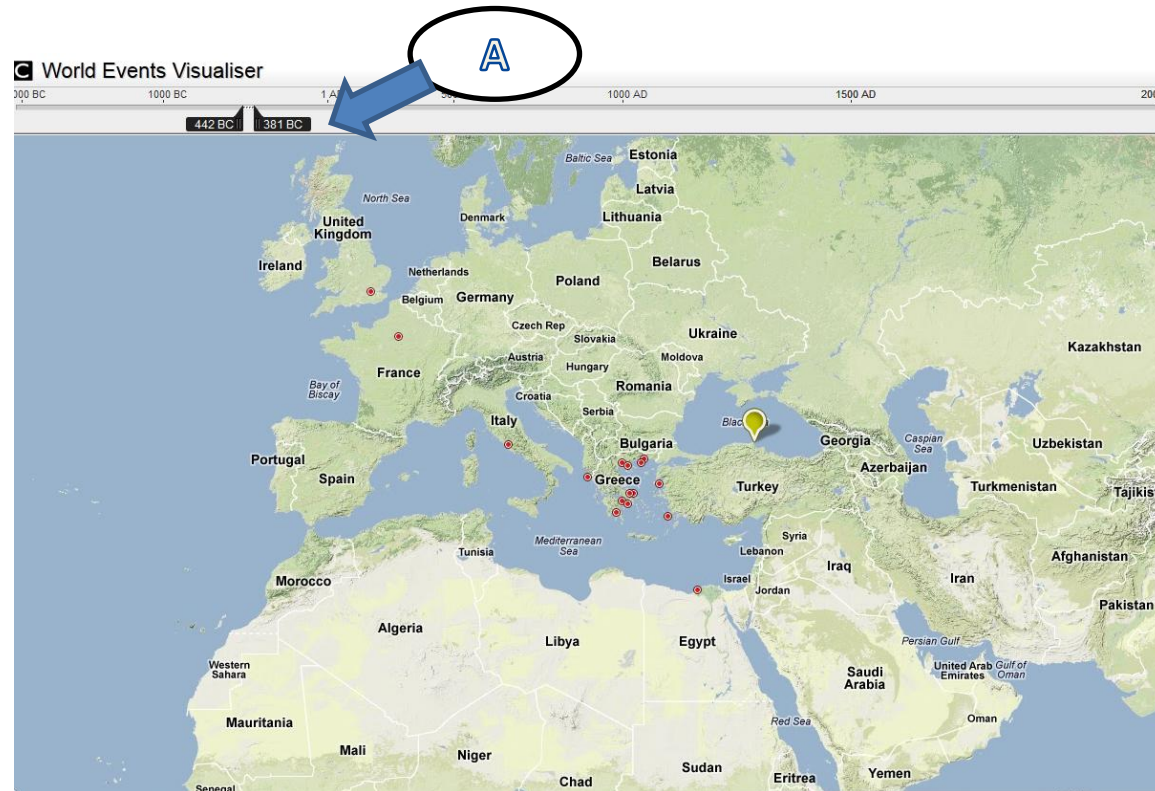 A
C World Events Visualiser
000 BC 1000 BC 1 A 1000 AD 1500 AD 200
442 BC 381 BC
Baltic Sea Estonia
North Sea Latvia
Denmark Lithuania
United
Kingdom
Ireland Belarus
Netherlands Poland
Belgium Germany
Czech Rep Ukraine
Slovakia
Kazakhstan
Austria Moldova
France Hungary
Bay of
Biscay
Romania
Croatia
Serbia
Italy Blac
Bulgaria Georgia Caspian
Sea
Uzbekistan
Portugal Azerbaijan
Spain Greece Turkey Turkmenistan Tajikis
Mediterranean
Sea
Syria
Tunisia Lebanon Afghanistan
Iraq
Morocco Israel Iran
Jordan
Pakistan
Algeria Libya Egypt Persian Gulf
Western
Sahara
Saudi
Arabia
United Arab
Emirates
Gulf of
Oman
Mauritania Red Sea Oman
Mali Niger Sudan
Chad Eritrea Yemen
Senegal